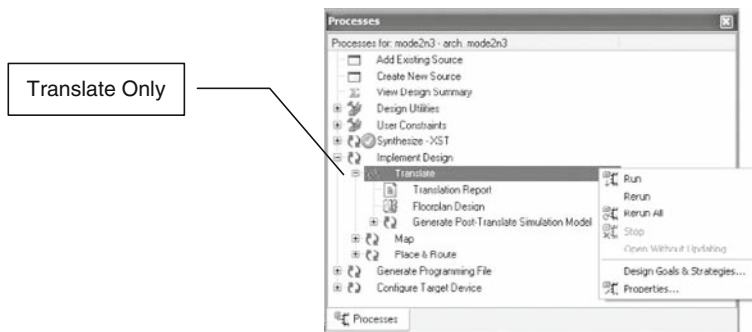 Translate Only
Processes
Processes for: mode2n3 - arch. mode2n3
Add Existing Source
Create New Source
View Design Summary
Design Utilities
User Constraints
Synthesize - XST
Implement Design
Translate
Translation Report
Floorplan Design
Generate Post-Translate Simulation Model
Map
Place & Route
Generate Programming File
Configure Target Device
Run
Rerun
Rerun All
Stop
Open Without Updating
Design Goals & Strategies...
Properties...
Processes